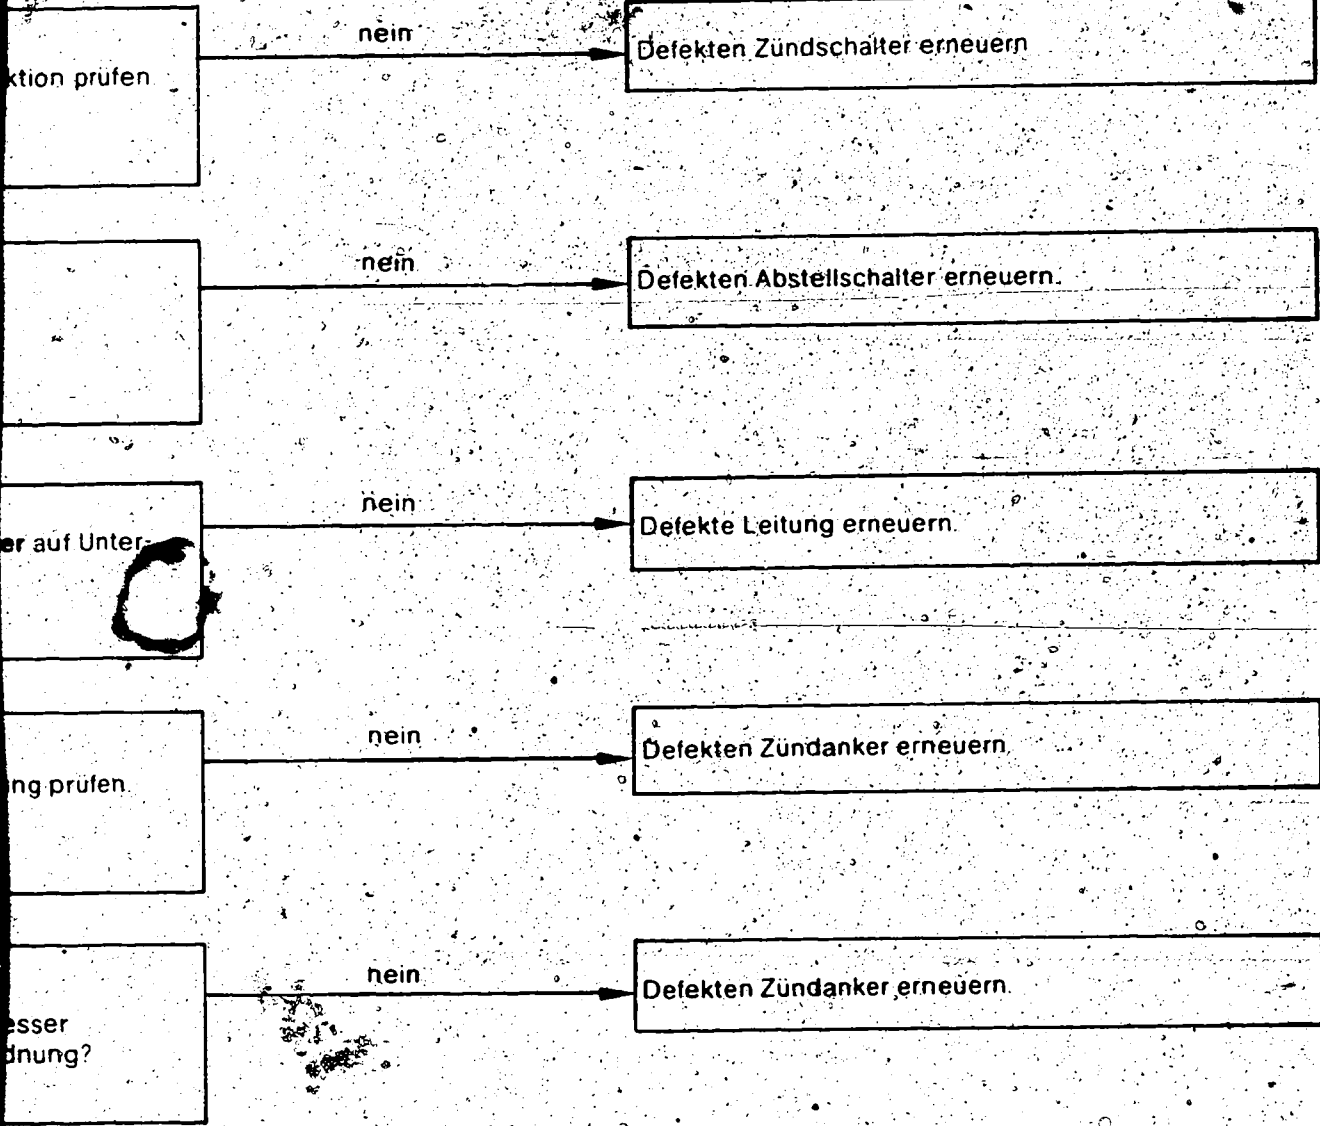 nein
Defekten Zündschalter erneuern
ktion prüfen
nein
Defekten Abstellschalter erneuern.
nein
Defekte Leitung erneuern.
er auf Unter-
nein
Defekten Zündanker erneuern.
ung prüfen.
nein
Defekten Zündanker erneuern.
esser
dnung?